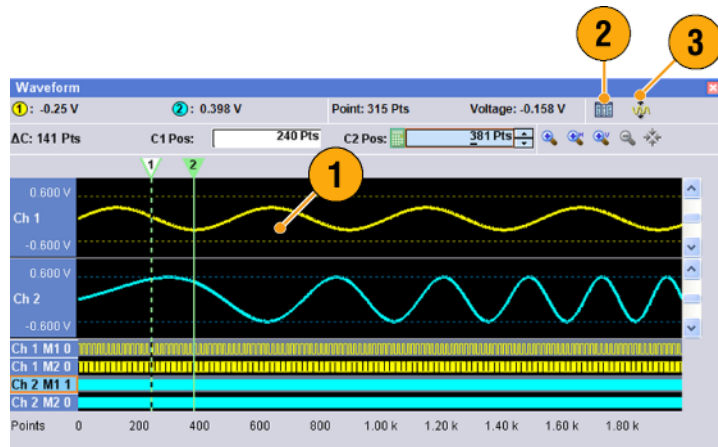 2
3
Waveform
1 : -0.25 V
2 : 0.398 V
Point: 315 Pts
Voltage: -0.158 V
ΔC: 141 Pts
C1 Pos:
240 Pts
C2 Pos:
381 Pts
H
V
1
2
1
0.600 V
Ch 1
-0.600 V
0.600 V
Ch 2
-0.600 V
Ch 1 M1 0
Ch 1 M2 0
Ch 2 M1 1
Ch 2 M2 0
Points 0 200 400 600 800 1.00 k 1.20 k 1.40 k 1.60 k 1.80 k